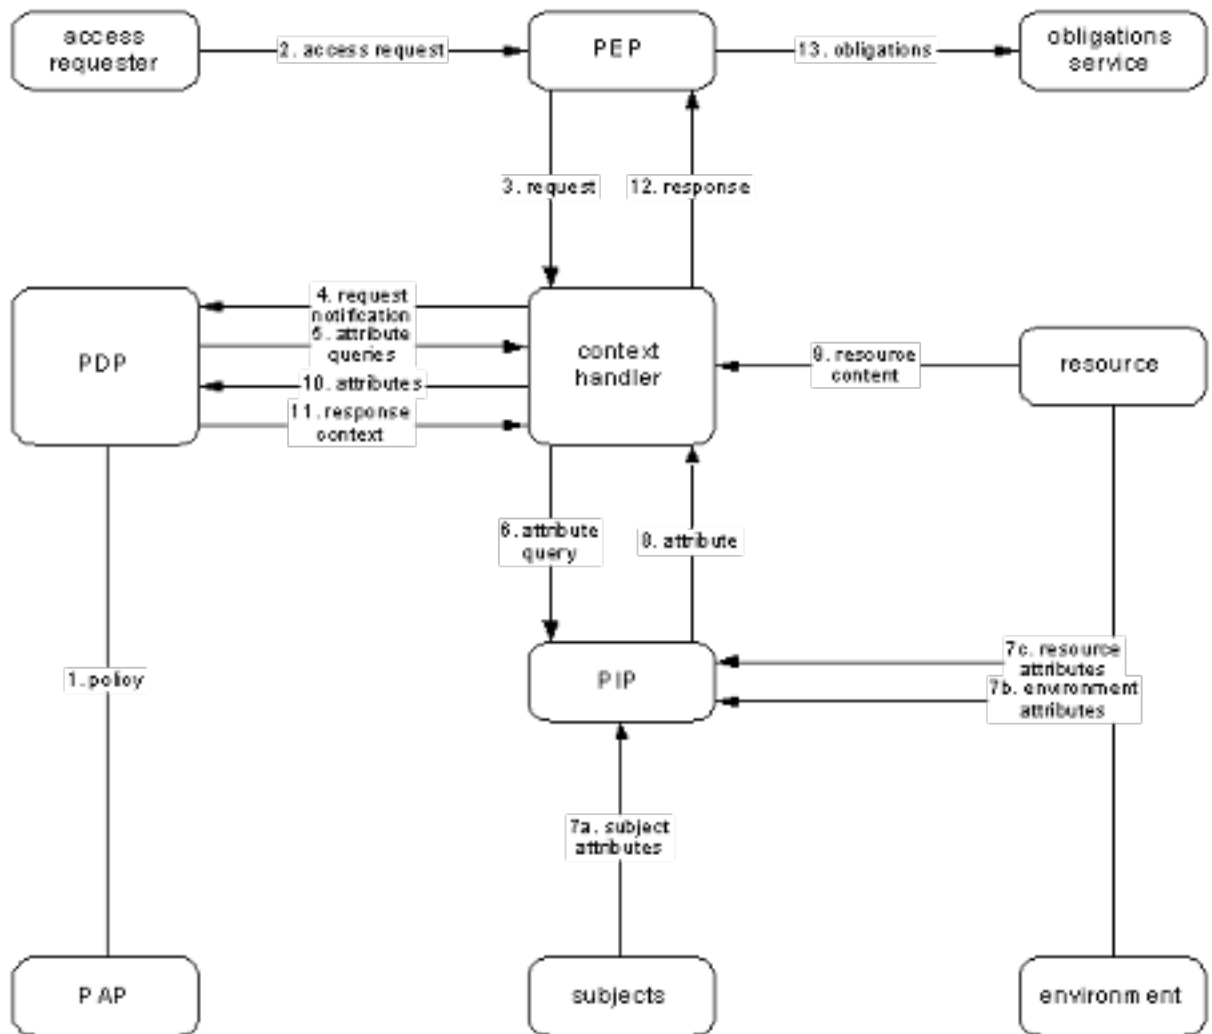 access
requester
2. access request
PEP
13. obligations
obligations
service
3. request
12. response
PDP
4. request
notification
5. attribute
queries
10. attributes
11. response
context
context
handler
9. resource
content
resource
6. attribute
query
8. attribute
1. policy
PIP
7c. resource
attributes
7b. environment
attributes
7a. subject
attributes
PAP
subjects
environment